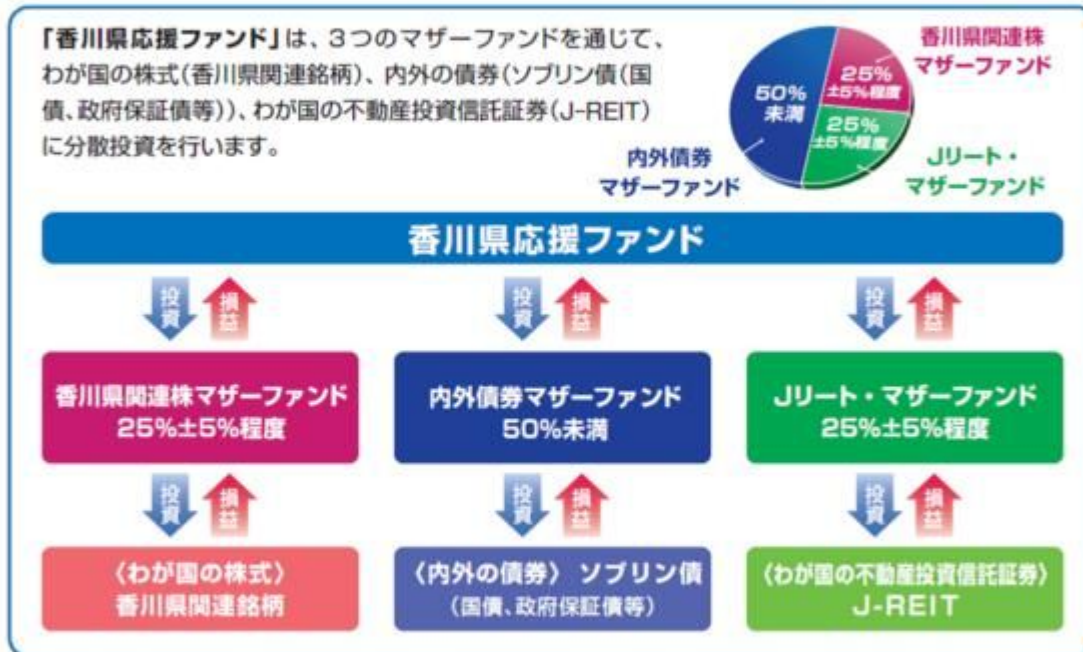 「香川県応援ファンド」は、3つのマザーファンドを通じて、
わが国の株式(香川県関連銘柄)、内外の債券(ソブリン債(国
債、政府保証債等))、わが国の不動産投資信託証券(J-REIT)
に分散投資を行います。
香川県関連株
マザーファンド
25%
±5%程度
50%
未満
25%
±5%程度
内外債券
マザーファンド
Jリート・
マザーファンド
香川県応援ファンド
投資 損益 投資 損益 投資 損益
香川県関連株マザーファンド
25%±5%程度
内外債券マザーファンド
50%未満
Jリート・マザーファンド
25%±5%程度
投資 損益 投資 損益 投資 損益
〈わが国の株式〉
香川県関連銘柄
〈内外の債券〉 ソブリン債
(国債、政府保証債等)
〈わが国の不動産投資信託証券〉
J-REIT